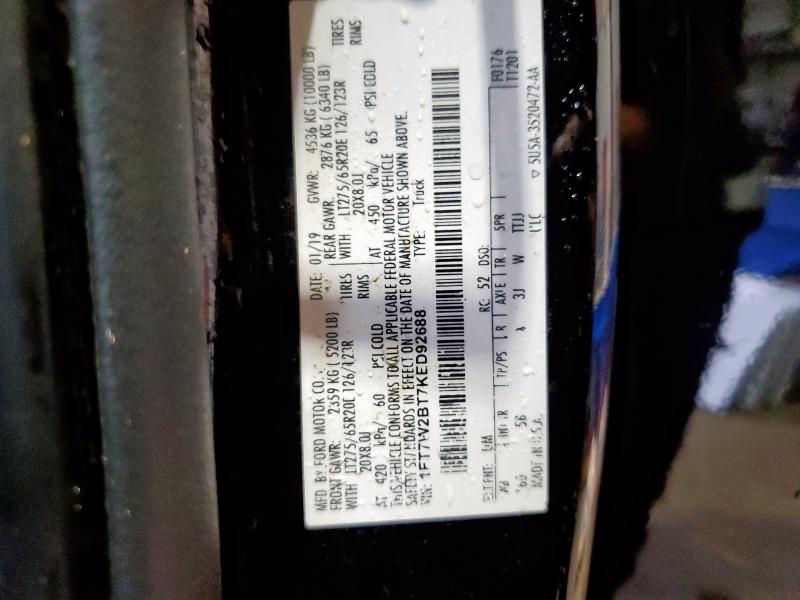 MFD BY FORD MOTOR CO. DATE: 01/19 GVWR: 4536 KG (10000 LB)
FRONT GAWR: 2359 KG (5200 LB) REAR GAWR: 2876 KG (6340 LB)
WITH LT275/65R20E 126/123R TIRES WITH LT275/65R20E 126/123R TIRES
20X8.0J RIMS 20X8.0J RIMS
AT 420 kPa/ 60 PSI COLD AT 450 kPa/ 65 PSI COLD
THIS VEHICLE CONFORMS TO ALL APPLICABLE FEDERAL MOTOR VEHICLE
SAFETY STANDARDS IN EFFECT ON THE DATE OF MANUFACTURE SHOWN ABOVE.
VIN: 1FT7W2BT7KED92688 TYPE: Truck
F0176
T1201
RC: 52 DSO:
TP/PS R AXLE TR SPR
3J W TUJJ
58
MADE IN U.S.A. ▽ 5U5A-3520472-AA